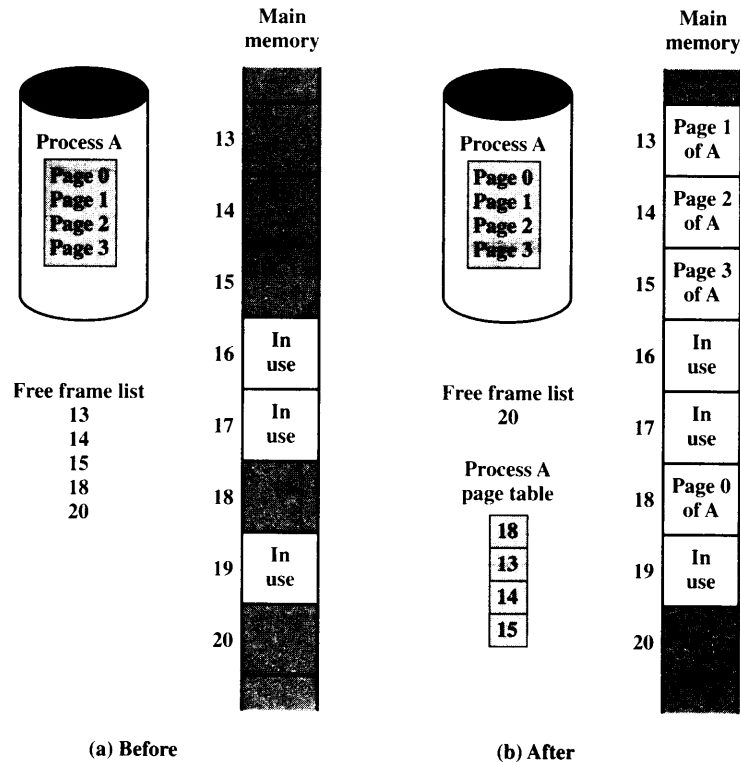 Main
memory
Process A
Page 0
Page 1
Page 2
Page 3
13
14
15
16
In
use
17
In
use
18
19
In
use
20
Free frame list
13
14
15
18
20
(a) Before
Main
memory
Process A
Page 0
Page 1
Page 2
Page 3
13
Page 1
of A
14
Page 2
of A
15
Page 3
of A
16
In
use
17
In
use
18
Page 0
of A
19
In
use
20
Free frame list
20
Process A
page table
18
13
14
15
(b) After